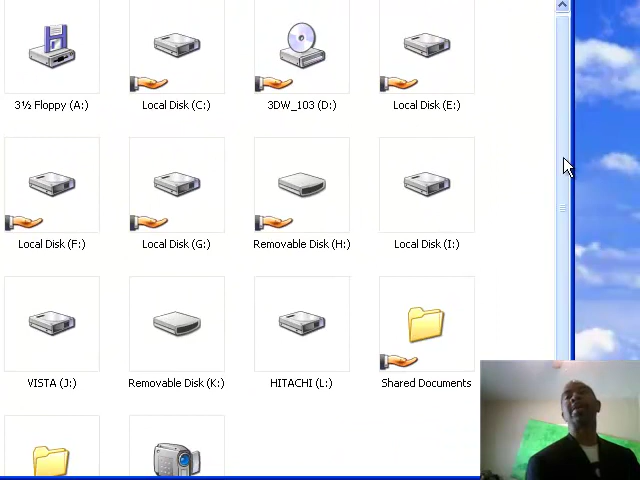 3½ Floppy (A:) Local Disk (C:) 3DW_103 (D:) Local Disk (E:)
Local Disk (F:) Local Disk (G:) Removable Disk (H:) Local Disk (I:)
VISTA (J:) Removable Disk (K:) HITACHI (L:) Shared Documents